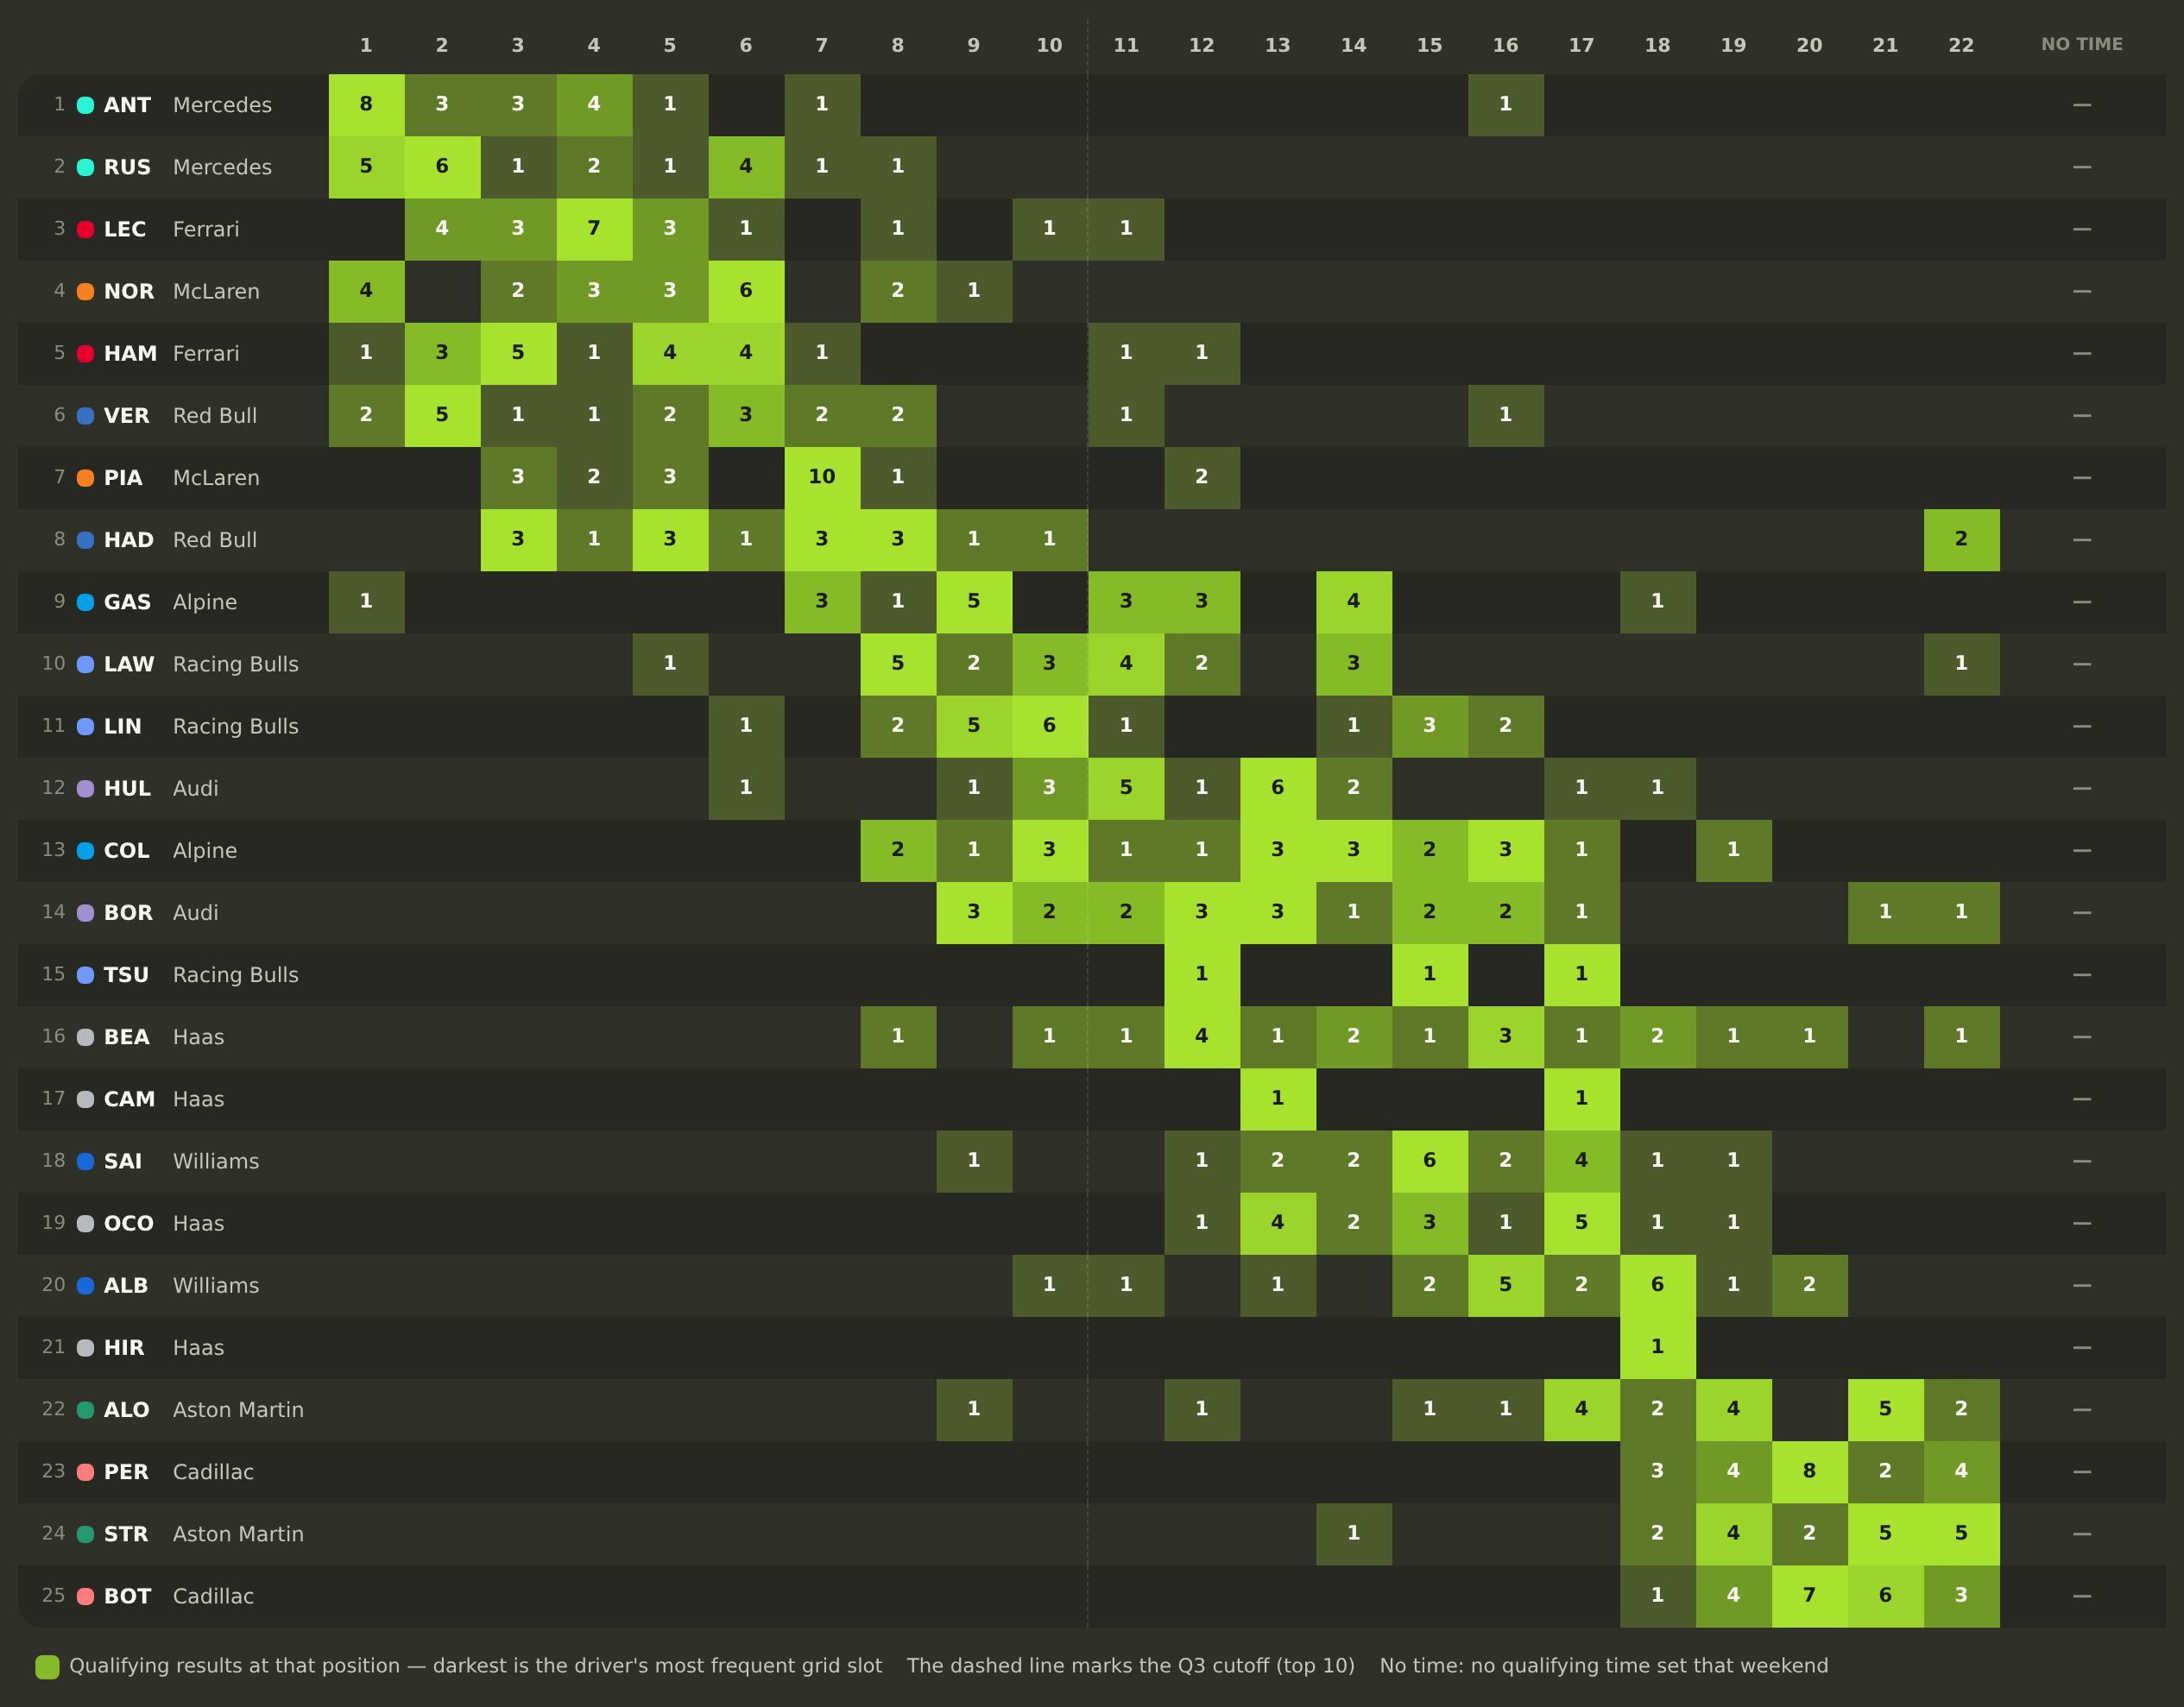 1 2 3 4 5 6 7 8 9 10 11 12 13 14 15 16 17 18 19 20 21 22 NO TIME
1 ANT Mercedes 8 3 3 4 1 1 1 —
2 RUS Mercedes 5 6 1 2 1 4 1 1 —
3 LEC Ferrari 4 3 7 3 1 1 1 1 —
4 NOR McLaren 4 2 3 3 6 2 1 —
5 HAM Ferrari 1 3 5 1 4 4 1 1 1 —
6 VER Red Bull 2 5 1 1 2 3 2 2 1 1 —
7 PIA McLaren 3 2 3 10 1 2 —
8 HAD Red Bull 3 1 3 1 3 3 1 1 2 —
9 GAS Alpine 1 3 1 5 3 3 4 1 —
10 LAW Racing Bulls 1 5 2 3 4 2 3 1 —
11 LIN Racing Bulls 1 2 5 6 1 1 3 2 —
12 HUL Audi 1 1 3 5 1 6 2 1 1 —
13 COL Alpine 2 1 3 1 1 3 3 2 3 1 1 —
14 BOR Audi 3 2 2 3 3 1 2 2 1 1 1 —
15 TSU Racing Bulls 1 1 1 —
16 BEA Haas 1 1 1 4 1 2 1 3 1 2 1 1 1 —
17 CAM Haas 1 1 —
18 SAI Williams 1 1 2 2 6 2 4 1 1 —
19 OCO Haas 1 4 2 3 1 5 1 1 —
20 ALB Williams 1 1 1 2 5 2 6 1 2 —
21 HIR Haas 1 —
22 ALO Aston Martin 1 1 1 1 4 2 4 5 2 —
23 PER Cadillac 3 4 8 2 4 —
24 STR Aston Martin 1 2 4 2 5 5 —
25 BOT Cadillac 1 4 7 6 3 —
Qualifying results at that position — darkest is the driver's most frequent grid slot The dashed line marks the Q3 cutoff (top 10) No time: no qualifying time set that weekend